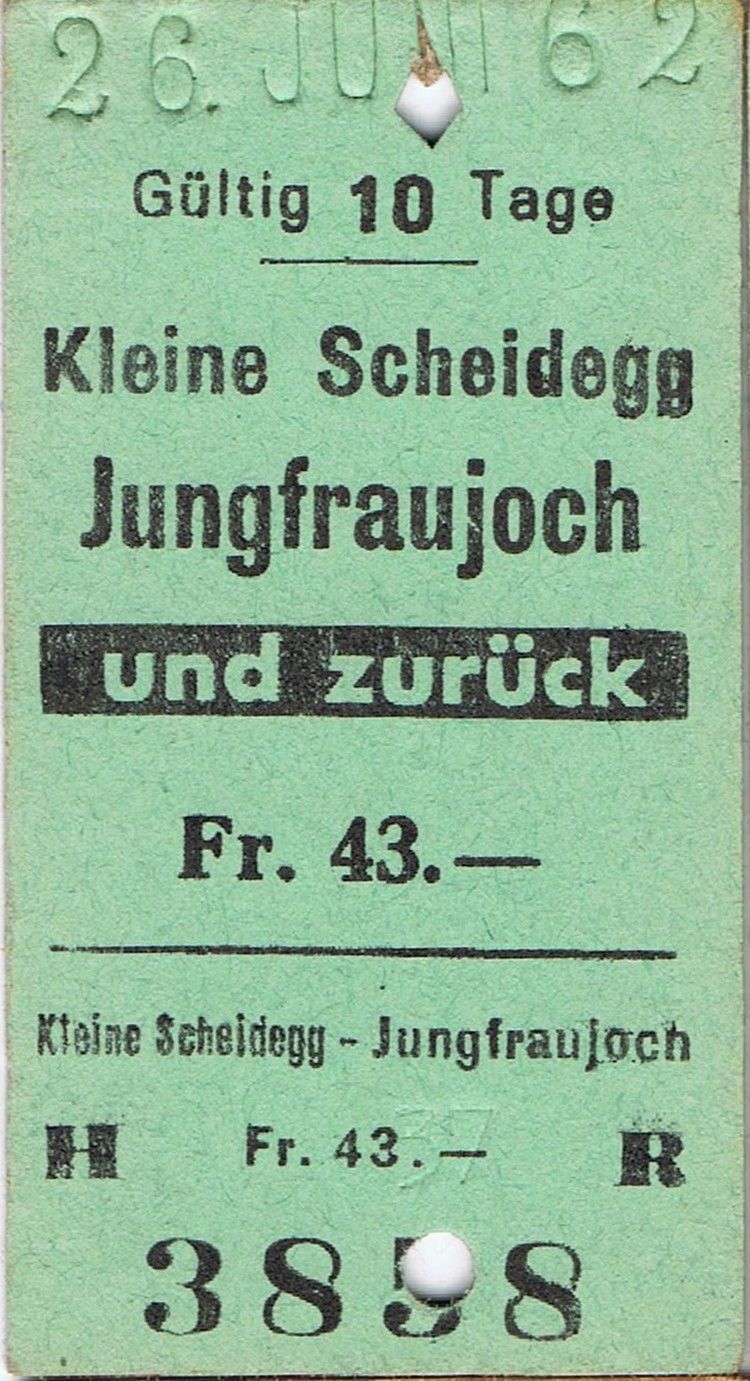 26. JUNI 62
Gültig 10 Tage
Kleine Scheidegg
Jungfraujoch
und zurück
Fr. 43.—
Kleine Scheidegg - Jungfraujoch
H Fr. 43.— R
3858